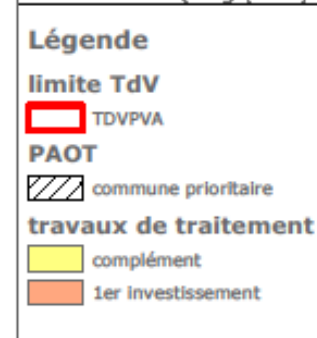 Légende
limite TdV
TDVPVA
PAOT
commune prioritaire
travaux de traitement
complément
1er investissement